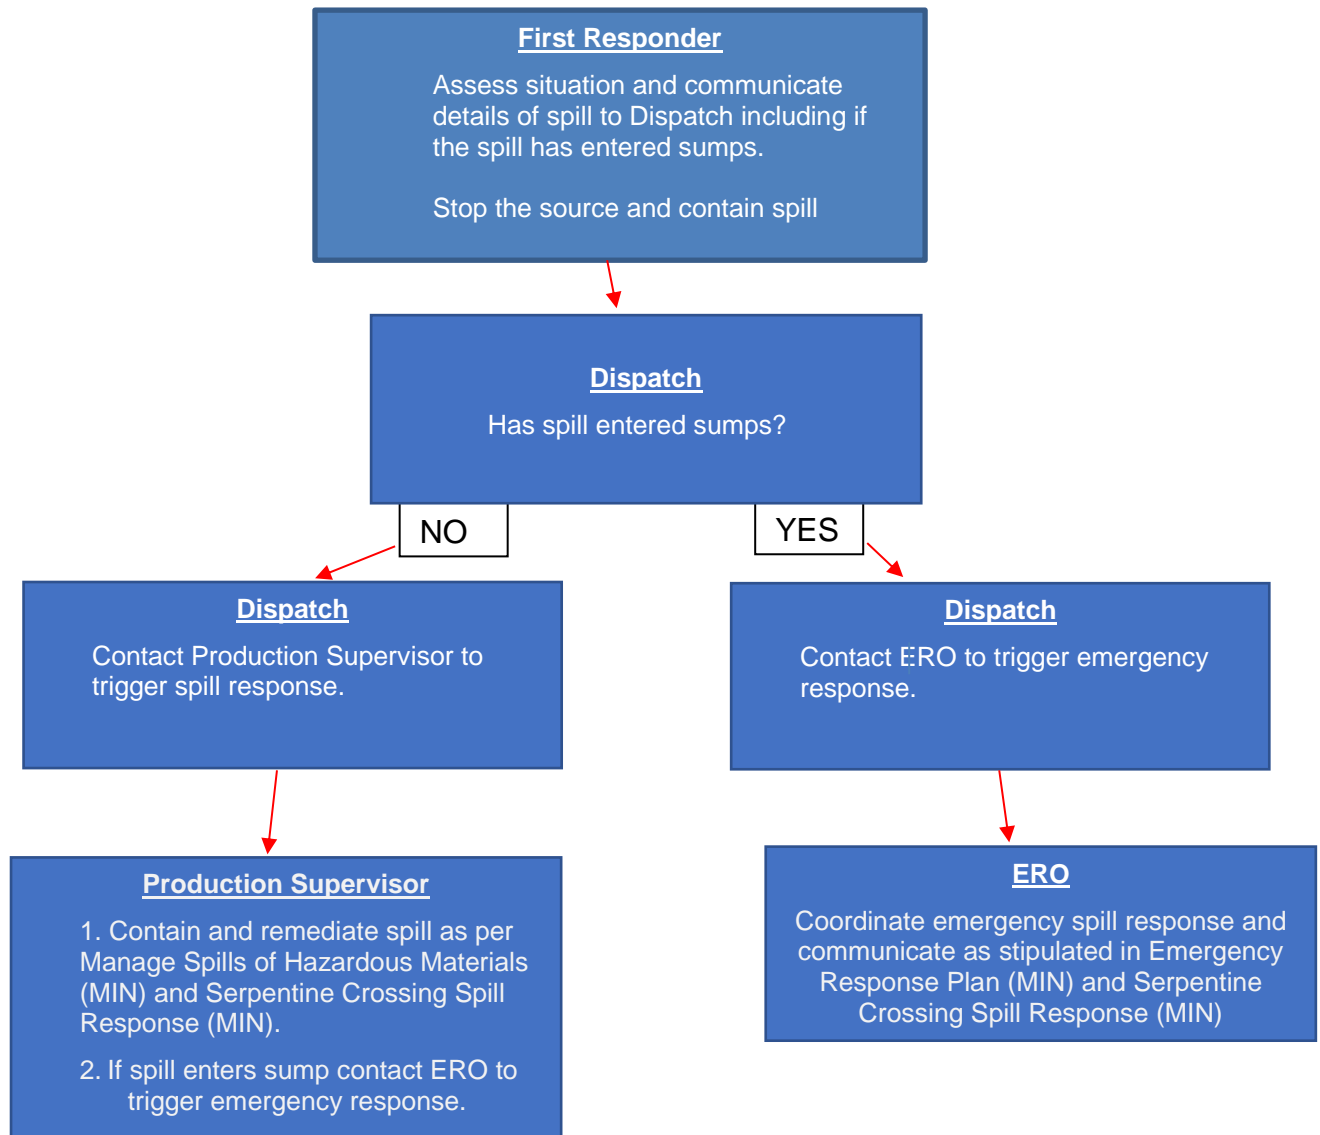 First Responder
Assess situation and communicate
details of spill to Dispatch including if
the spill has entered sumps.
Stop the source and contain spill
Dispatch
Has spill entered sumps?
NO
YES
Dispatch
Contact Production Supervisor to
trigger spill response.
Dispatch
Contact ERO to trigger emergency
response.
Production Supervisor
1. Contain and remediate spill as per
Manage Spills of Hazardous Materials
(MIN) and Serpentine Crossing Spill
Response (MIN).
2. If spill enters sump contact ERO to
trigger emergency response.
ERO
Coordinate emergency spill response and
communicate as stipulated in Emergency
Response Plan (MIN) and Serpentine
Crossing Spill Response (MIN)